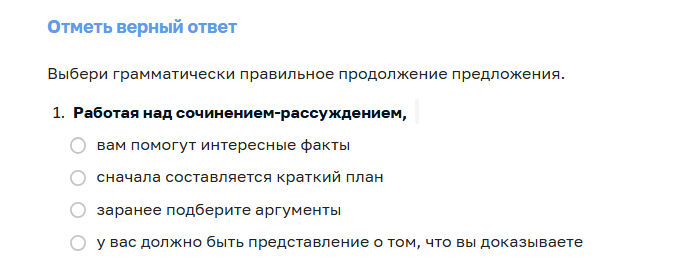 Отметь верный ответ
Выбери грамматически правильное продолжение предложения.
1. Работая над сочинением-рассуждением,
вам помогут интересные факты
сначала составляется краткий план
заранее подберите аргументы
у вас должно быть представление о том, что вы доказываете